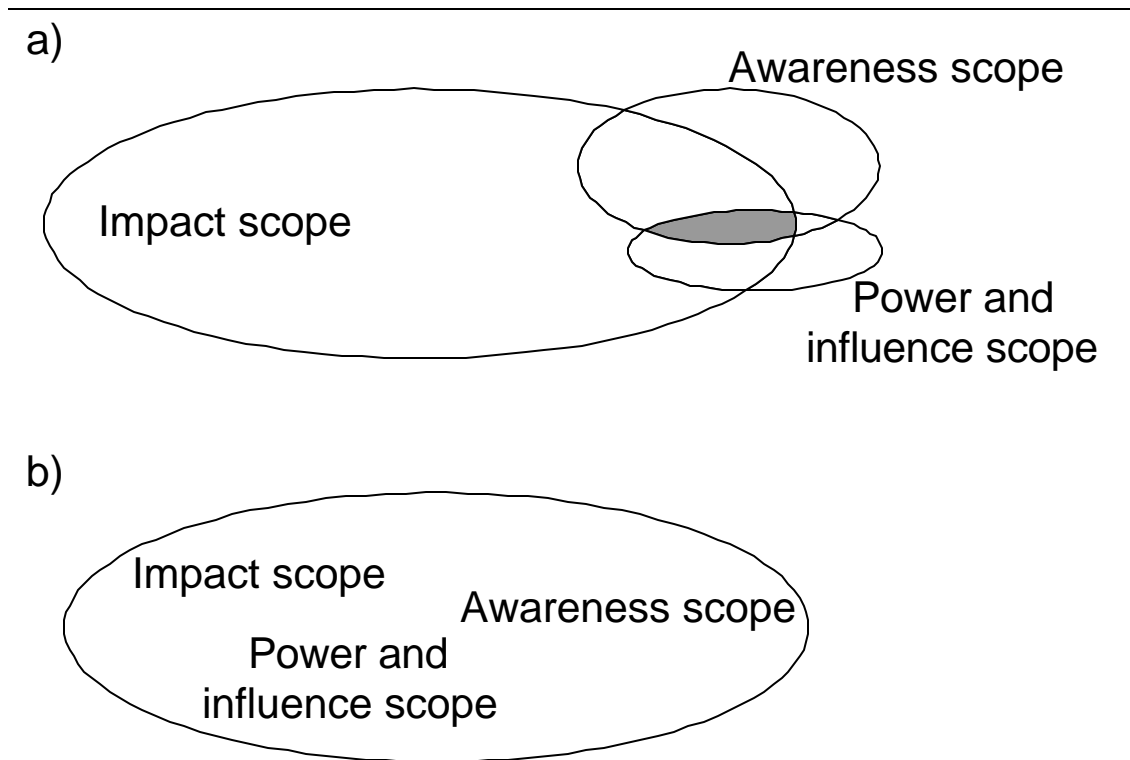 a)
Awareness scope
Impact scope
Power and
influence scope
b)
Impact scope
Awareness scope
Power and
influence scope